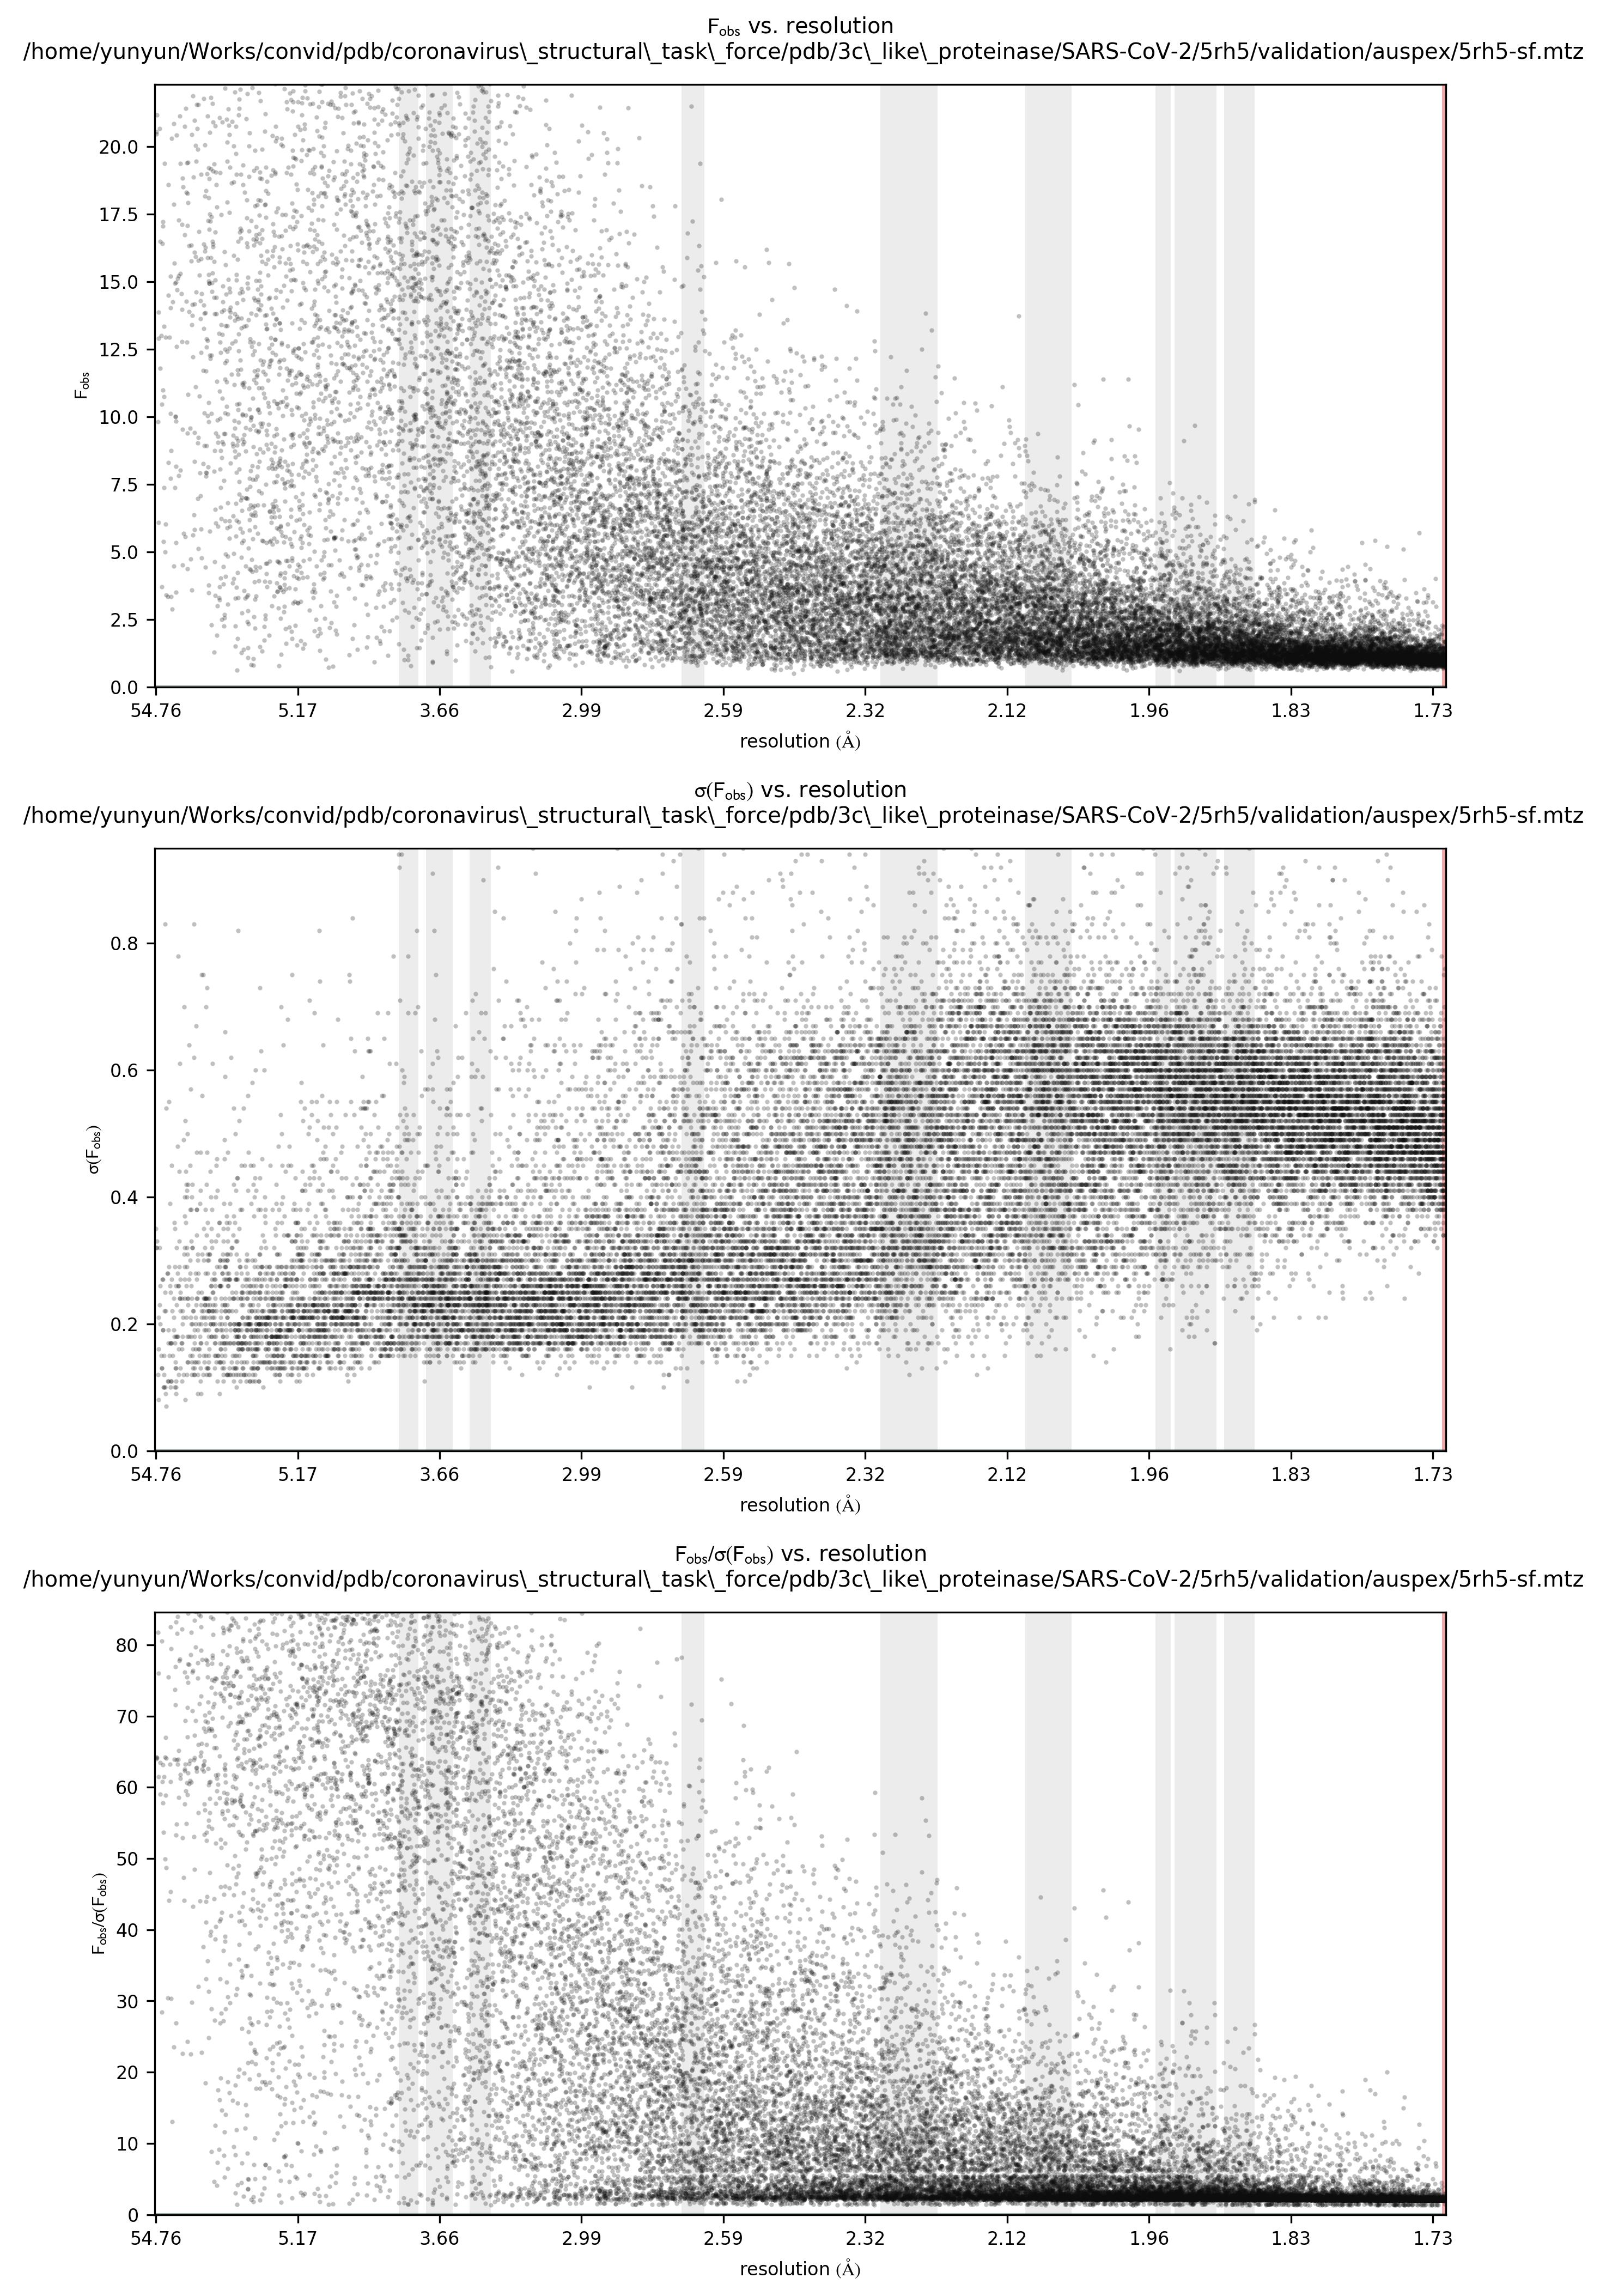 Fobs vs. resolution
/home/yunyun/Works/convid/pdb/coronavirus\_structural\_task\_force/pdb/3c\_like\_proteinase/SARS-CoV-2/5rh5/validation/auspex/5rh5-sf.mtz
20.0
17.5
15.0
12.5
10.0
7.5
5.0
2.5
0.0
Fobs
54.76 5.17 3.66 2.99 2.59 2.32 2.12 1.96 1.83 1.73
resolution (Å)
σ(Fobs) vs. resolution
/home/yunyun/Works/convid/pdb/coronavirus\_structural\_task\_force/pdb/3c\_like\_proteinase/SARS-CoV-2/5rh5/validation/auspex/5rh5-sf.mtz
0.8
0.6
0.4
0.2
0.0
σ(Fobs)
54.76 5.17 3.66 2.99 2.59 2.32 2.12 1.96 1.83 1.73
resolution (Å)
Fobs/σ(Fobs) vs. resolution
/home/yunyun/Works/convid/pdb/coronavirus\_structural\_task\_force/pdb/3c\_like\_proteinase/SARS-CoV-2/5rh5/validation/auspex/5rh5-sf.mtz
80
70
60
50
40
30
20
10
0
Fobs/σ(Fobs)
54.76 5.17 3.66 2.99 2.59 2.32 2.12 1.96 1.83 1.73
resolution (Å)